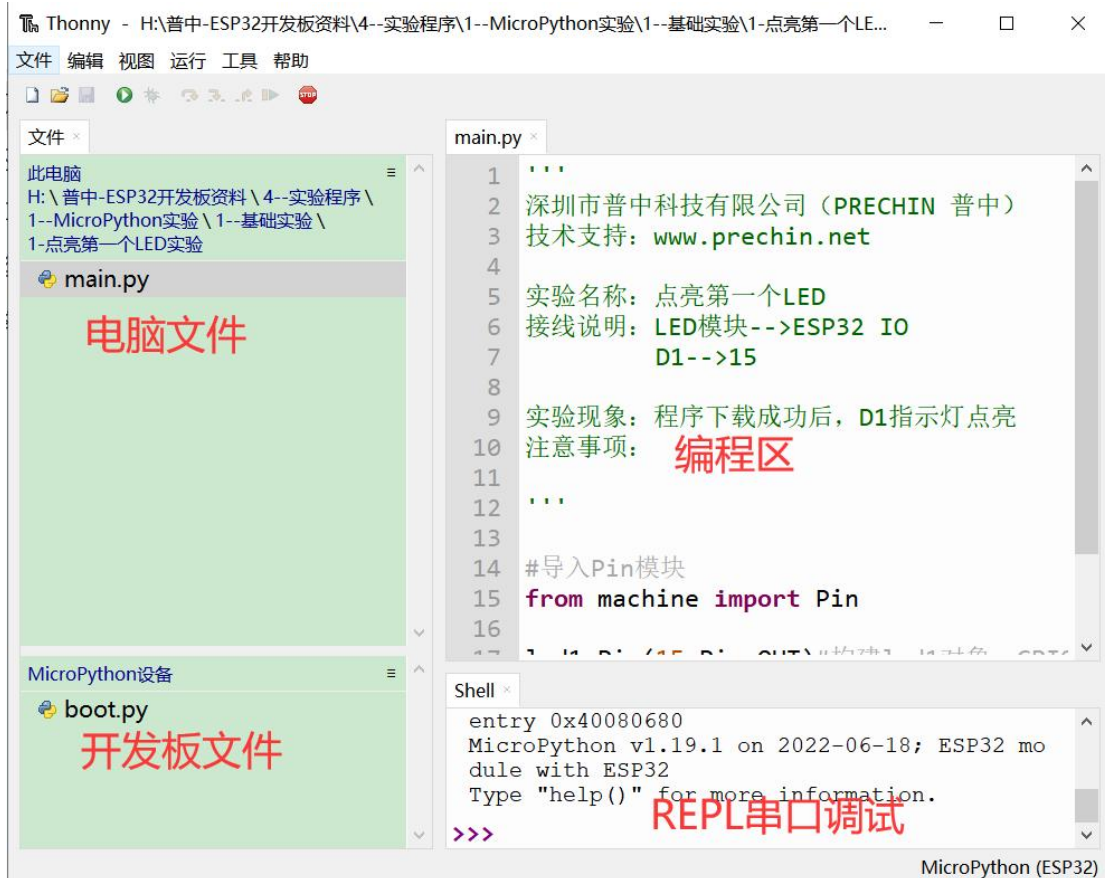 Thonny - H:\普中-ESP32开发板资料\4--实验程序\1--MicroPython实验\1--基础实验\1-点亮第一个LE...
文件 编辑 视图 运行 工具 帮助
STOP
文件
此电脑
H: \ 普中-ESP32开发板资料 \ 4--实验程序 \
1--MicroPython实验 \ 1--基础实验 \
1-点亮第一个LED实验
main.py
电脑文件
MicroPython设备
boot.py
开发板文件
main.py
1 '''
2 深圳市普中科技有限公司（PRECHIN 普中）
3 技术支持：www.prechin.net
4
5 实验名称：点亮第一个LED
6 接线说明：LED模块-->ESP32 IO
7 D1-->15
8
9 实验现象：程序下载成功后，D1指示灯点亮
10 注意事项：
编程区
11
12 '''
13
14 #导入Pin模块
15 from machine import Pin
16
Shell
entry 0x40080680
MicroPython v1.19.1 on 2022-06-18; ESP32 mo
dule with ESP32
Type "help()" for more information.
REPL串口调试
>>>
MicroPython (ESP32)